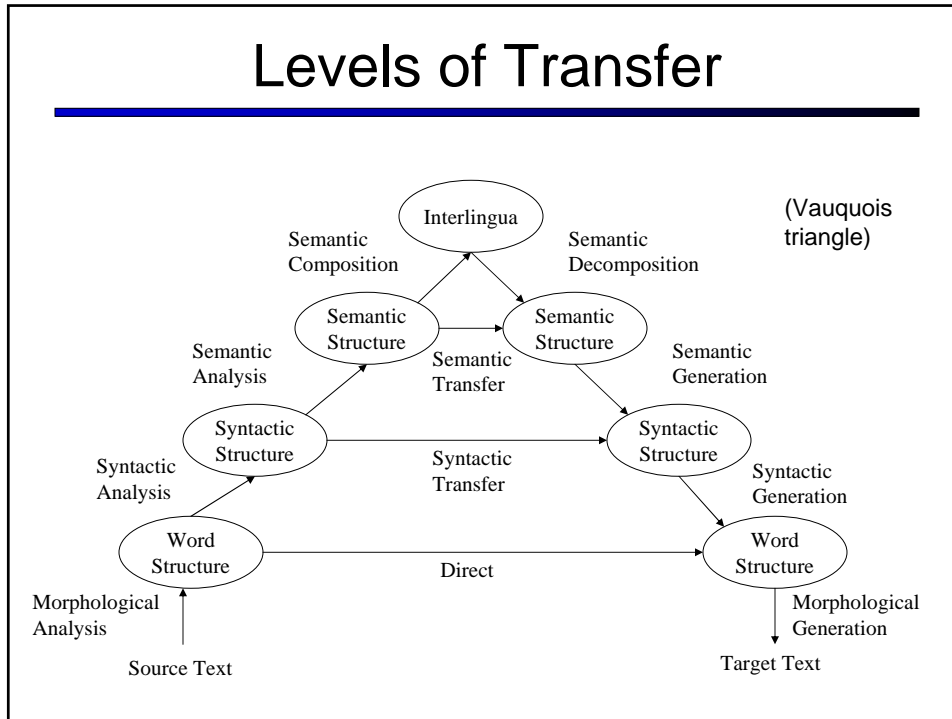 Levels of Transfer
(Vauquois
triangle)
Interlingua
Semantic
Composition
Semantic
Decomposition
Semantic
Structure
Semantic
Structure
Semantic
Analysis
Semantic
Transfer
Semantic
Generation
Syntactic
Structure
Syntactic
Structure
Syntactic
Analysis
Syntactic
Transfer
Syntactic
Generation
Word
Structure
Word
Structure
Direct
Morphological
Analysis
Morphological
Generation
Source Text
Target Text